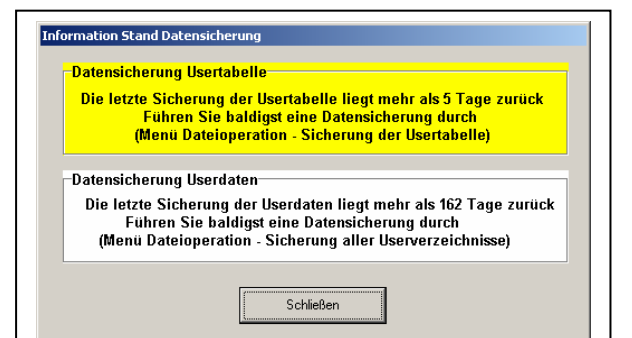 Information Stand Datensicherung
Datensicherung Usertabelle
Die letzte Sicherung der Usertabelle liegt mehr als 5 Tage zurück
Führen Sie baldigst eine Datensicherung durch
(Menü Dateioperation - Sicherung der Usertabelle)
Datensicherung Userdaten
Die letzte Sicherung der Userdaten liegt mehr als 162 Tage zurück
Führen Sie baldigst eine Datensicherung durch
(Menü Dateioperation - Sicherung aller Userverzeichnisse)
Schließen